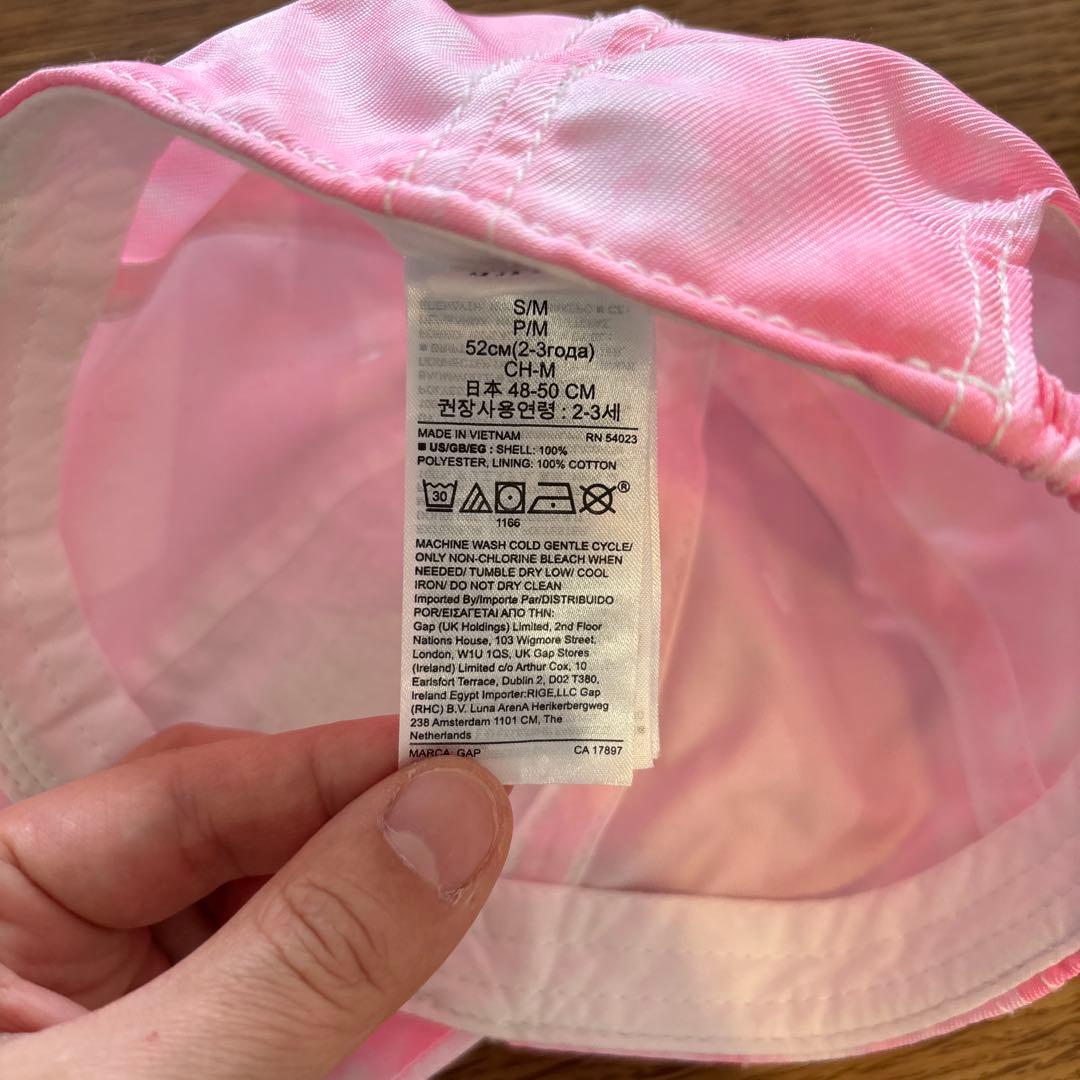 S/M
P/M
52см(2-3года)
CH-M
日本 48-50 CM
권장사용연령 : 2-3세
MADE IN VIETNAM RN 54023
■ US/GB/EG : SHELL: 100%
POLYESTER, LINING: 100% COTTON
30 ®
1166
MACHINE WASH COLD GENTLE CYCLE/
ONLY NON-CHLORINE BLEACH WHEN
NEEDED/ TUMBLE DRY LOW/ COOL
IRON/ DO NOT DRY CLEAN
Imported By/Importe Par/DISTRIBUIDO
POR/ΕΙΣΑΓΕΤΑΙ ΑΠΟ ΤΗΝ:
Gap (UK Holdings) Limited, 2nd Floor
Nations House, 103 Wigmore Street,
London, W1U 1QS, UK Gap Stores
(Ireland) Limited c/o Arthur Cox, 10
Earlsfort Terrace, Dublin 2, D02 T380,
Ireland Egypt Importer:RIGE,LLC Gap
(RHC) B.V. Luna ArenA Herikerbergweg
238 Amsterdam 1101 CM, The
Netherlands
MARCA: GAP CA 17897